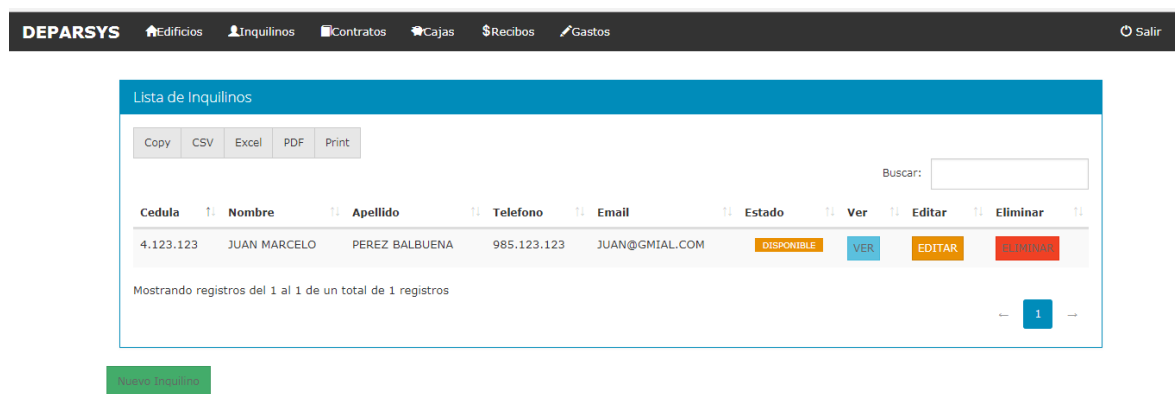 DEPARSYS Edificios Inquilinos Contratos Cajas $Recibos Gastos Salir
Lista de Inquilinos
Copy CSV Excel PDF Print
Buscar:
Cedula Nombre Apellido Telefono Email Estado Ver Editar Eliminar
4.123.123 JUAN MARCELO PEREZ BALBUENA 985.123.123 JUAN@GMIAL.COM DISPONIBLE VER EDITAR ELIMINAR
Mostrando registros del 1 al 1 de un total de 1 registros
← 1 →
Nuevo Inquilino